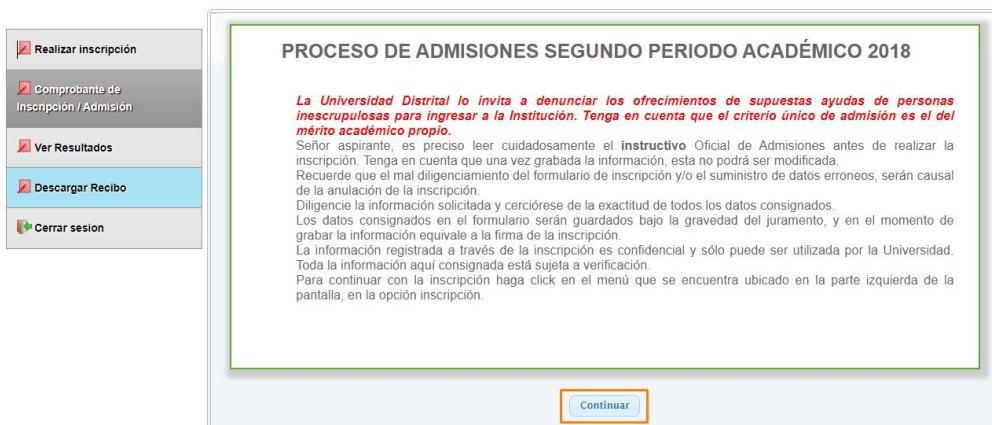 Realizar inscripción
Comprobante de
Inscripción / Admisión
Ver Resultados
Descargar Recibo
Cerrar sesion
PROCESO DE ADMISIONES SEGUNDO PERIODO ACADÉMICO 2018
La Universidad Distrital lo invita a denunciar los ofrecimientos de supuestas ayudas de personas
inescrupulosas para ingresar a la Institución. Tenga en cuenta que el criterio único de admisión es el del
mérito académico propio.
Señor aspirante, es preciso leer cuidadosamente el instructivo Oficial de Admisiones antes de realizar la
inscripción. Tenga en cuenta que una vez grabada la información, esta no podrá ser modificada.
Recuerde que el mal diligenciamiento del formulario de inscripción y/o el suministro de datos erroneos, serán causal
de la anulación de la inscripción.
Diligencie la información solicitada y cerciórese de la exactitud de todos los datos consignados.
Los datos consignados en el formulario serán guardados bajo la gravedad del juramento, y en el momento de
grabar la información equivale a la firma de la inscripción.
La información registrada a través de la inscripción es confidencial y sólo puede ser utilizada por la Universidad.
Toda la información aquí consignada está sujeta a verificación.
Para continuar con la inscripción haga click en el menú que se encuentra ubicado en la parte izquierda de la
pantalla, en la opción inscripción.
Continuar